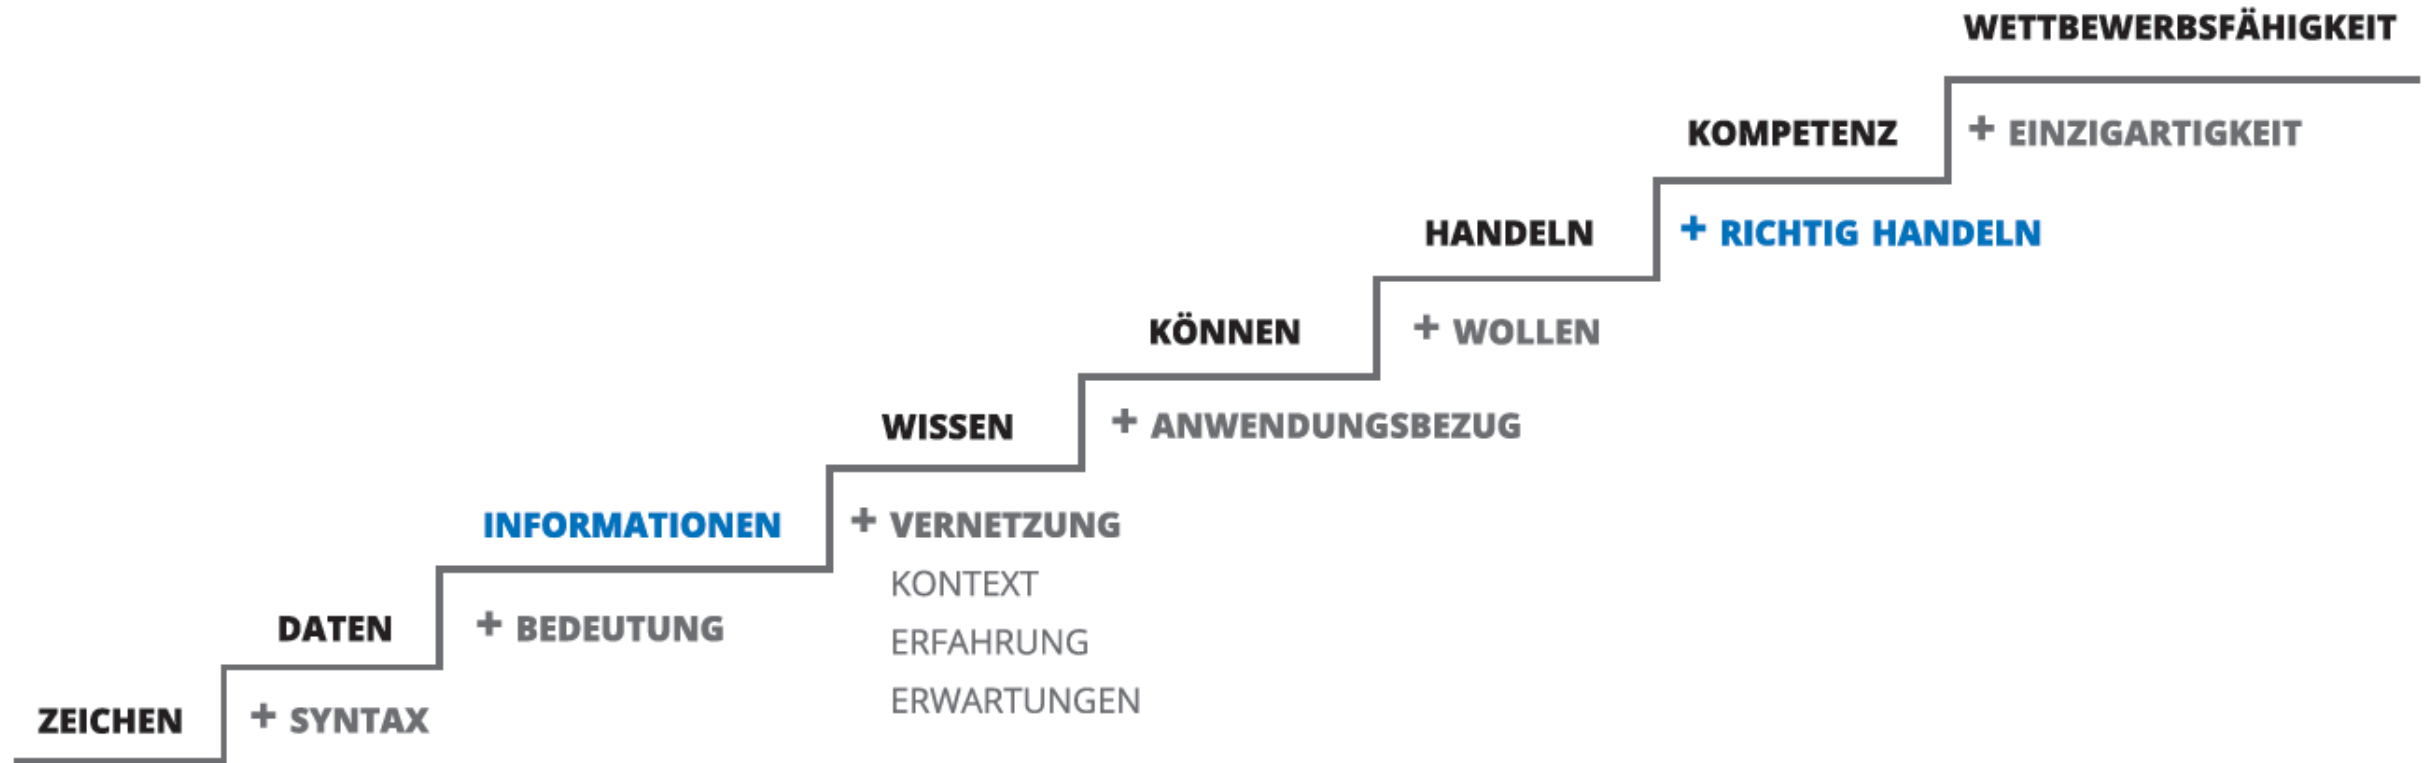 WETTBEWERBSFÄHIGKEIT
KOMPETENZ
+ EINZIGARTIGKEIT
HANDELN
+ RICHTIG HANDELN
KÖNNEN
+ WOLLEN
WISSEN
+ ANWENDUNGSBEZUG
INFORMATIONEN
+ VERNETZUNG
KONTEXT
ERFAHRUNG
ERWARTUNGEN
DATEN
+ BEDEUTUNG
ZEICHEN
+ SYNTAX